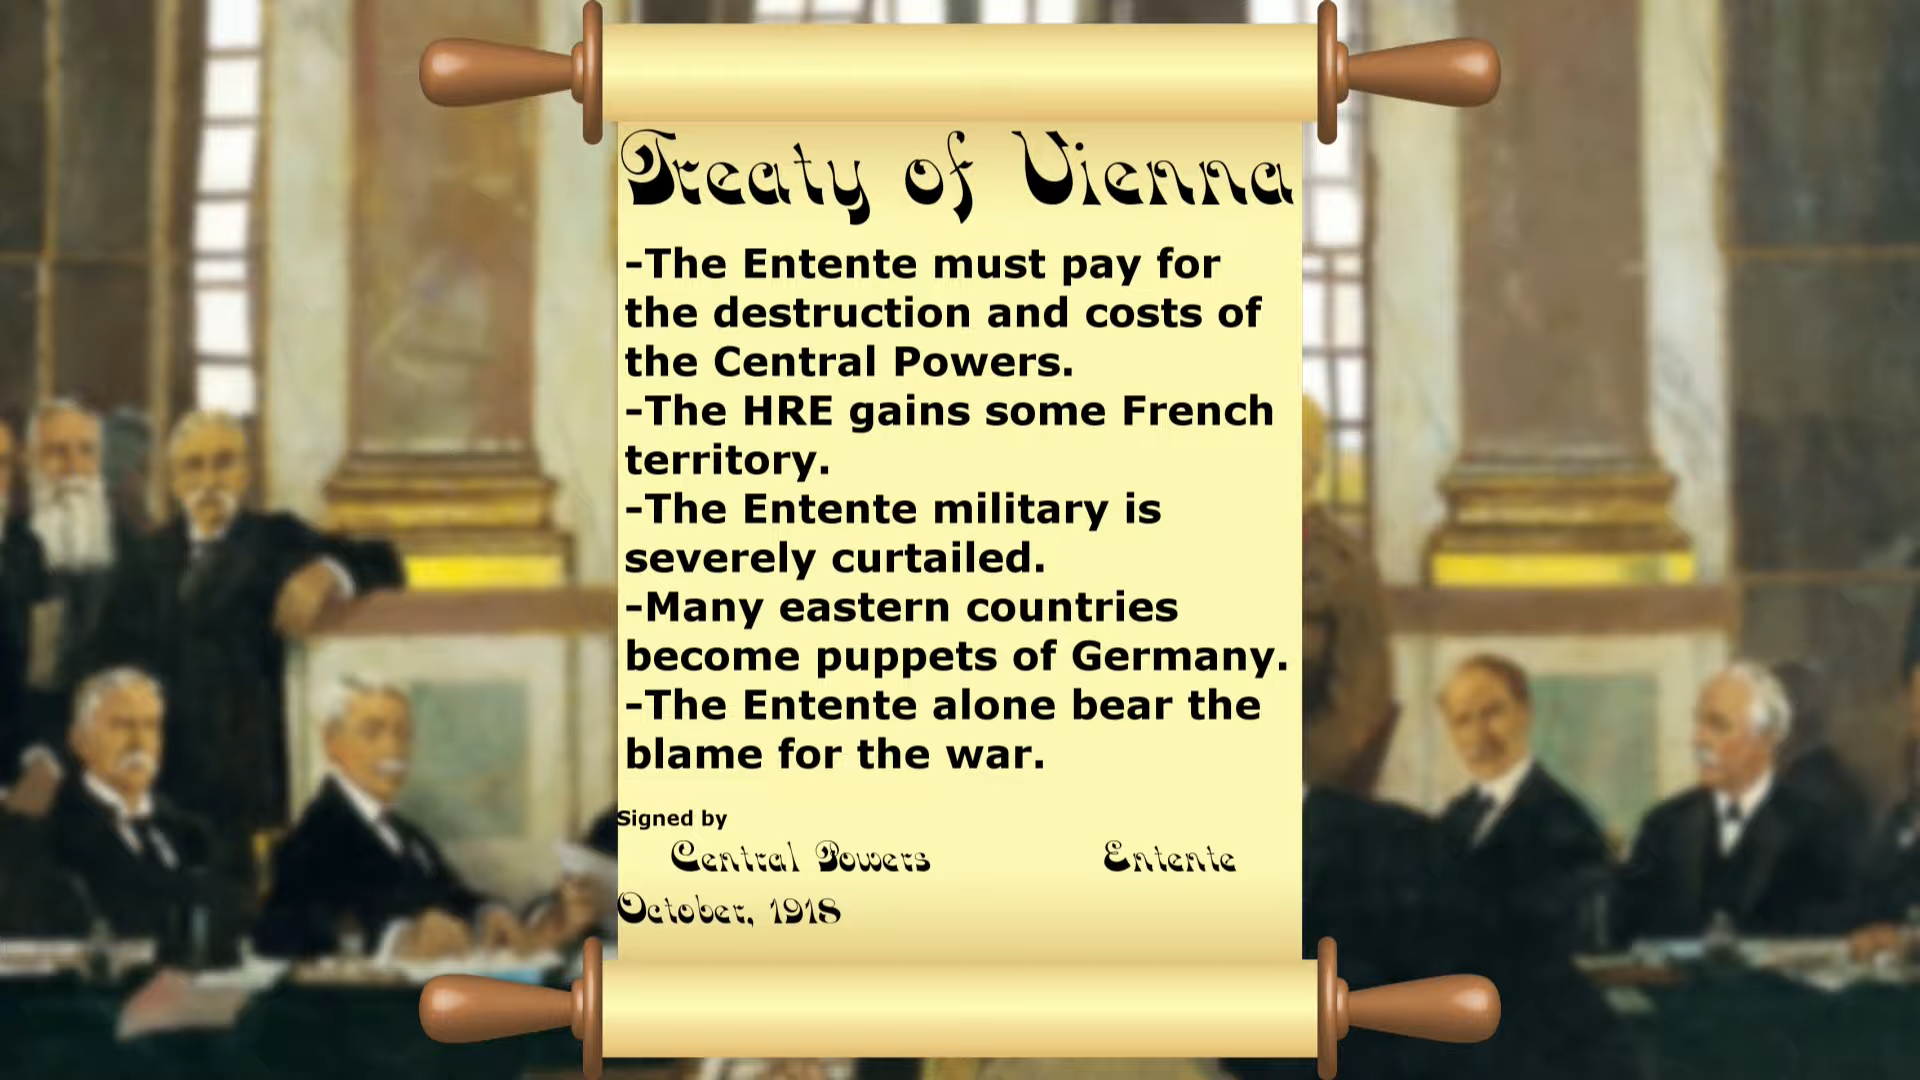 Treaty of Vienna
-The Entente must pay for
the destruction and costs of
the Central Powers.
-The HRE gains some French
territory.
-The Entente military is
severely curtailed.
-Many eastern countries
become puppets of Germany.
-The Entente alone bear the
blame for the war.
Signed by
Central Powers Entente
October, 1918